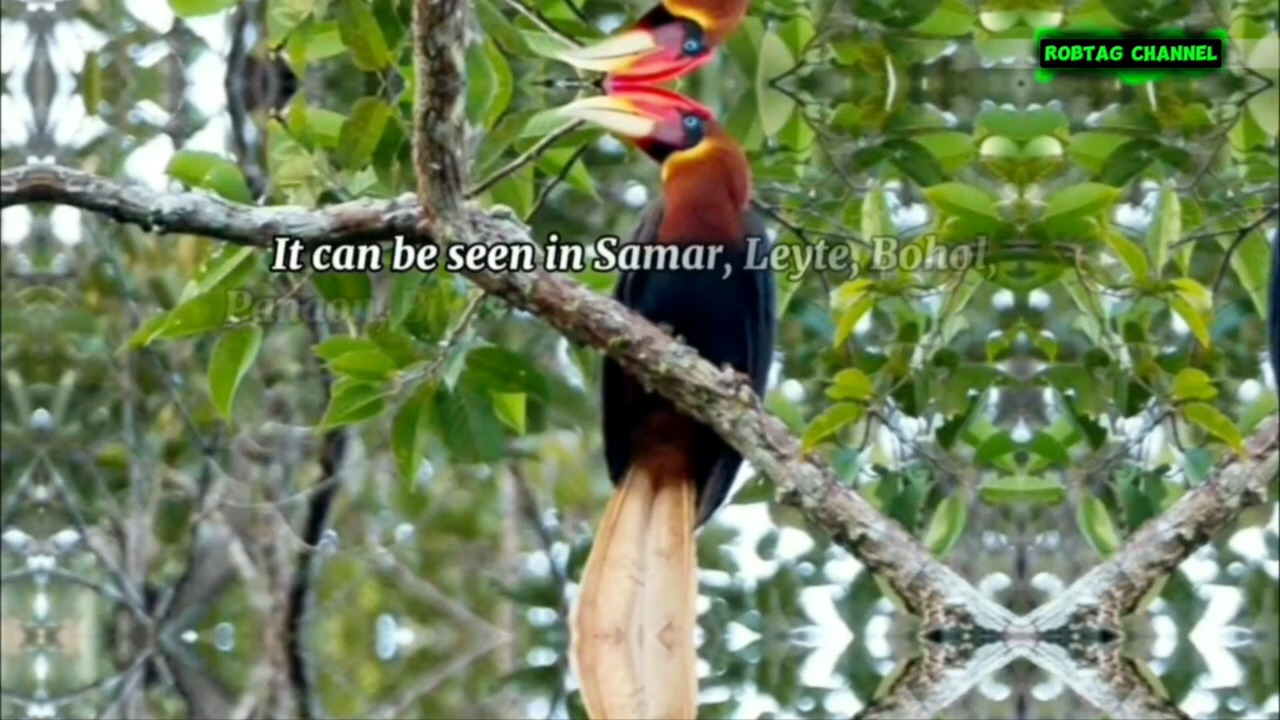 ROBTAG CHANNEL
It can be seen in Samar, Leyte, Bohol,